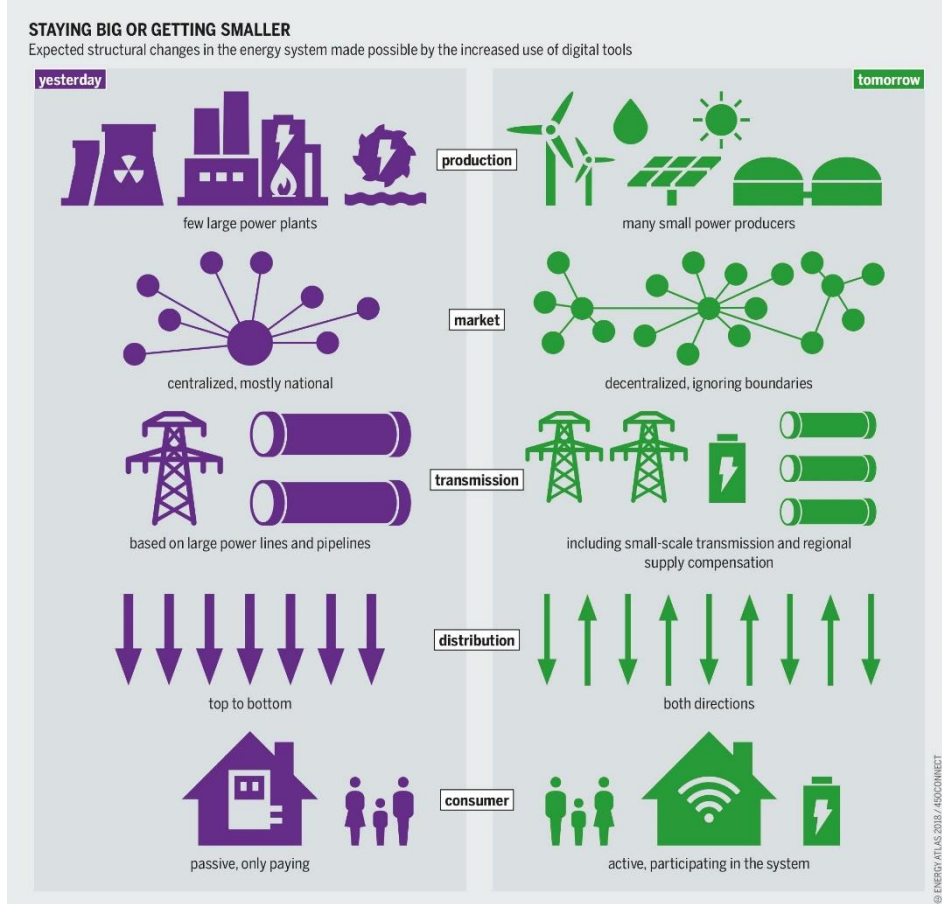 STAYING BIG OR GETTING SMALLER
Expected structural changes in the energy system made possible by the increased use of digital tools
yesterday
tomorrow
production
few large power plants
many small power producers
market
centralized, mostly national
decentralized, ignoring boundaries
transmission
based on large power lines and pipelines
including small-scale transmission and regional
supply compensation
distribution
top to bottom
both directions
consumer
passive, only paying
active, participating in the system
ENERGY ATLAS 2018 / 450CONNECT